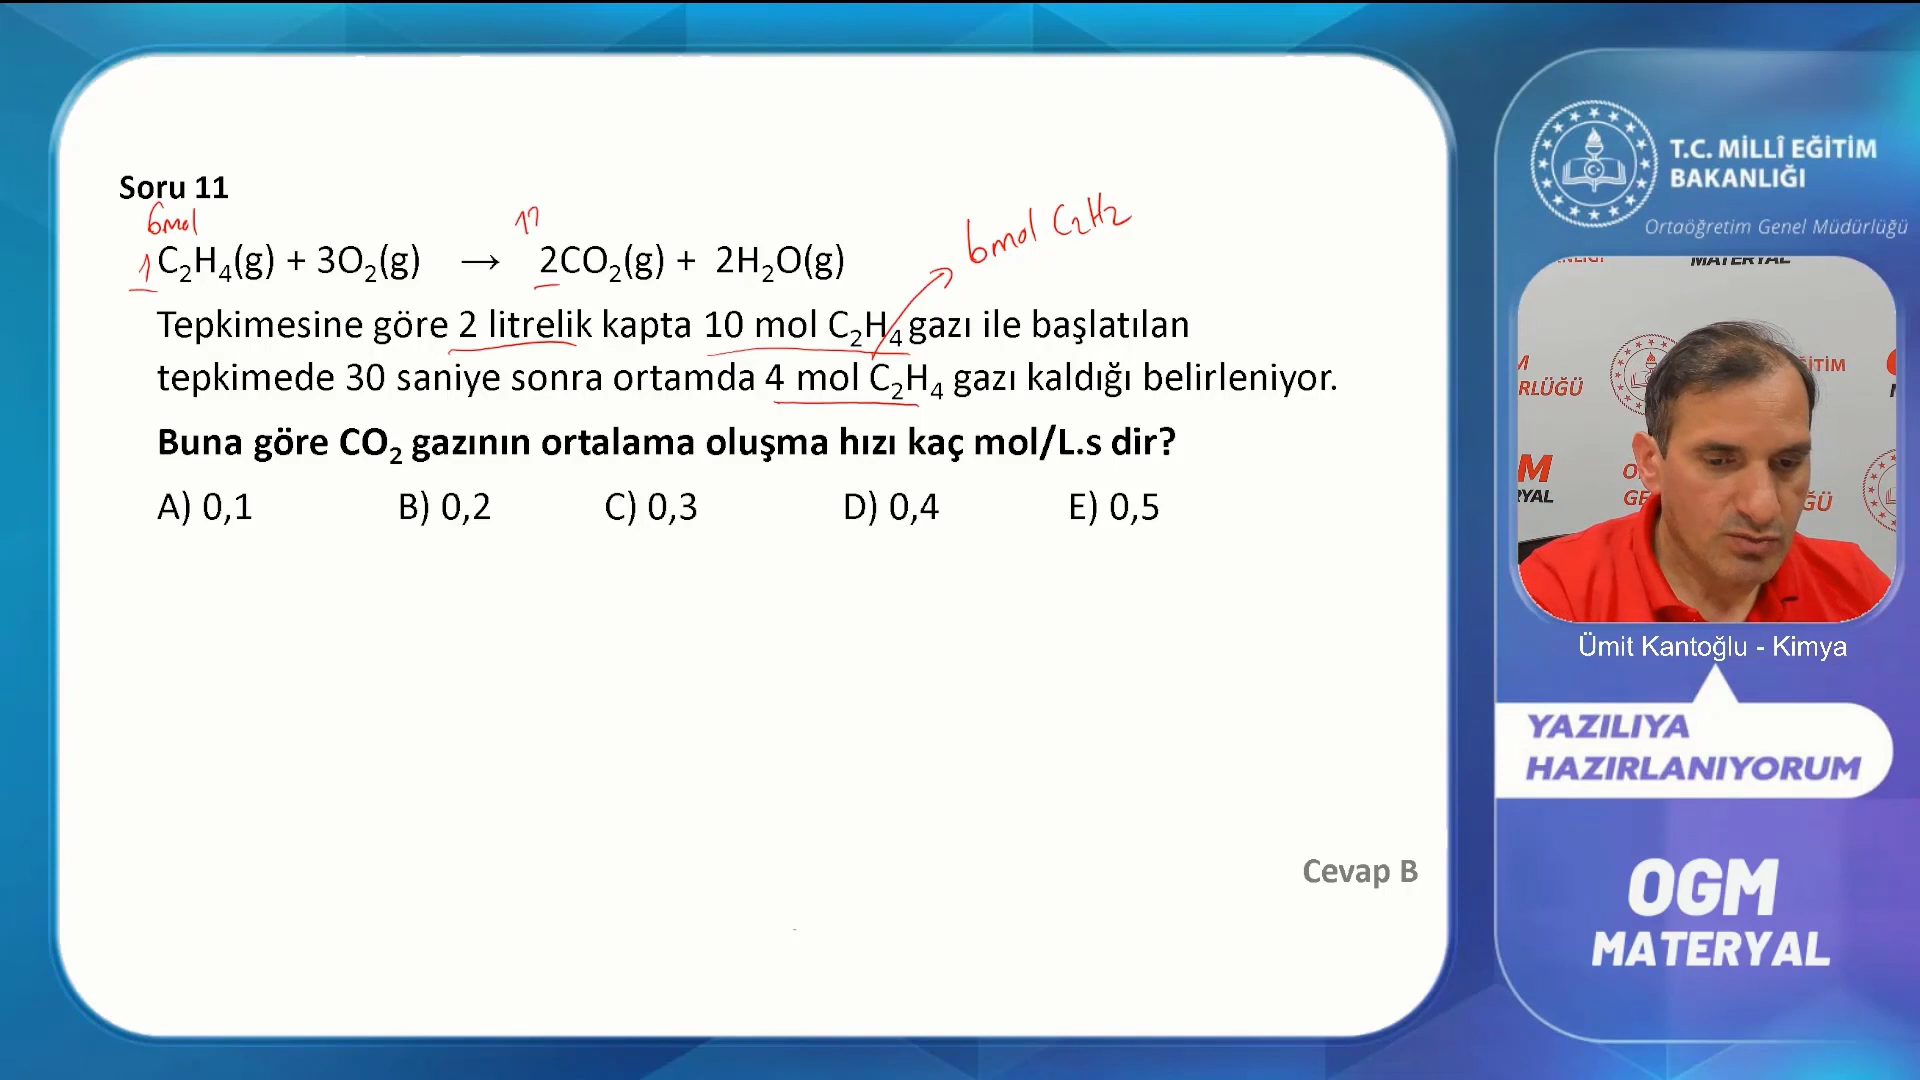 Soru 11
6mol
12
6mol C2H2
1 C₂H₄(g) + 3O₂(g) → 2CO₂(g) + 2H₂O(g)
Tepkimesine göre 2 litrelik kapta 10 mol C₂H₄ gazı ile başlatılan
tepkimede 30 saniye sonra ortamda 4 mol C₂H₄ gazı kaldığı belirleniyor.
Buna göre CO₂ gazının ortalama oluşma hızı kaç mol/L.s dir?
A) 0,1 B) 0,2 C) 0,3 D) 0,4 E) 0,5
Cevap B
T.C. MİLLÎ EĞİTİM
BAKANLIĞI
Ortaöğretim Genel Müdürlüğü
MATERYAL
Ümit Kantoğlu - Kimya
YAZILIYA
HAZIRLANIYORUM
OGM
MATERYAL